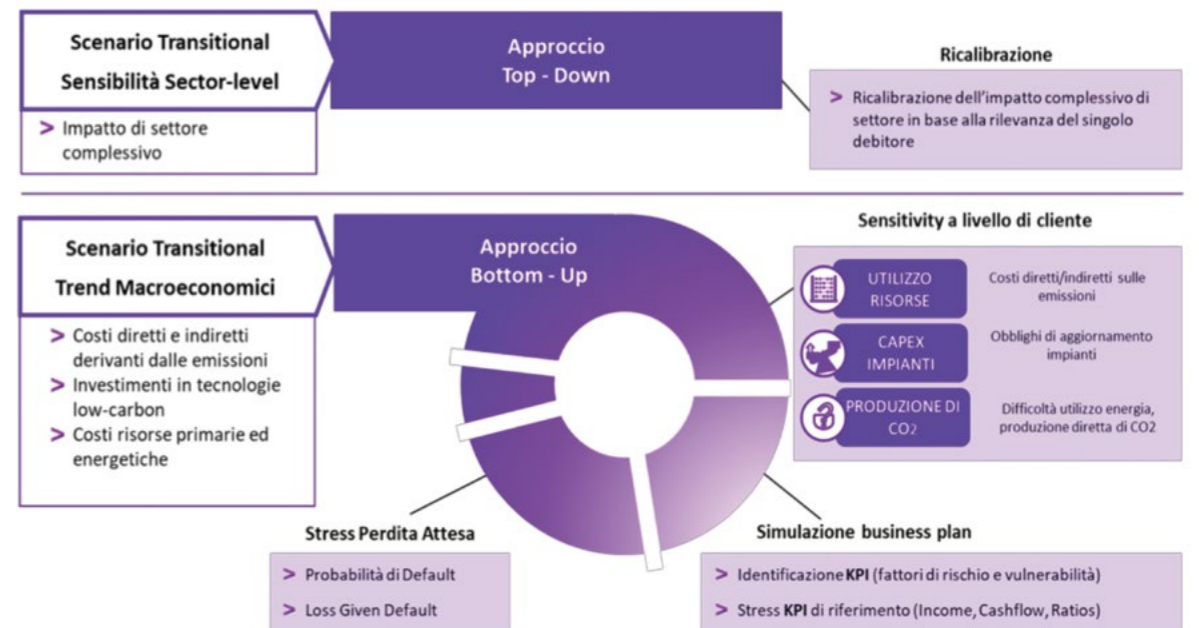 Scenario Transitional
Sensibilità Sector-level
> Impatto di settore
complessivo
Approccio
Top - Down
Ricalibrazione
> Ricalibrazione dell'impatto complessivo di
settore in base alla rilevanza del singolo
debitore
Scenario Transitional
Trend Macroeconomici
> Costi diretti e indiretti
derivanti dalle emissioni
> Investimenti in tecnologie
low-carbon
> Costi risorse primarie ed
energetiche
Approccio
Bottom - Up
Sensitivity a livello di cliente
UTILIZZO
RISORSE
Costi diretti/indiretti sulle
emissioni
CAPEX
IMPIANTI
Obblighi di aggiornamento
impianti
PRODUZIONE DI
CO2
Difficoltà utilizzo energia,
produzione diretta di CO2
Stress Perdita Attesa
> Probabilità di Default
> Loss Given Default
Simulazione business plan
> Identificazione KPI (fattori di rischio e vulnerabilità)
> Stress KPI di riferimento (Income, Cashflow, Ratios)